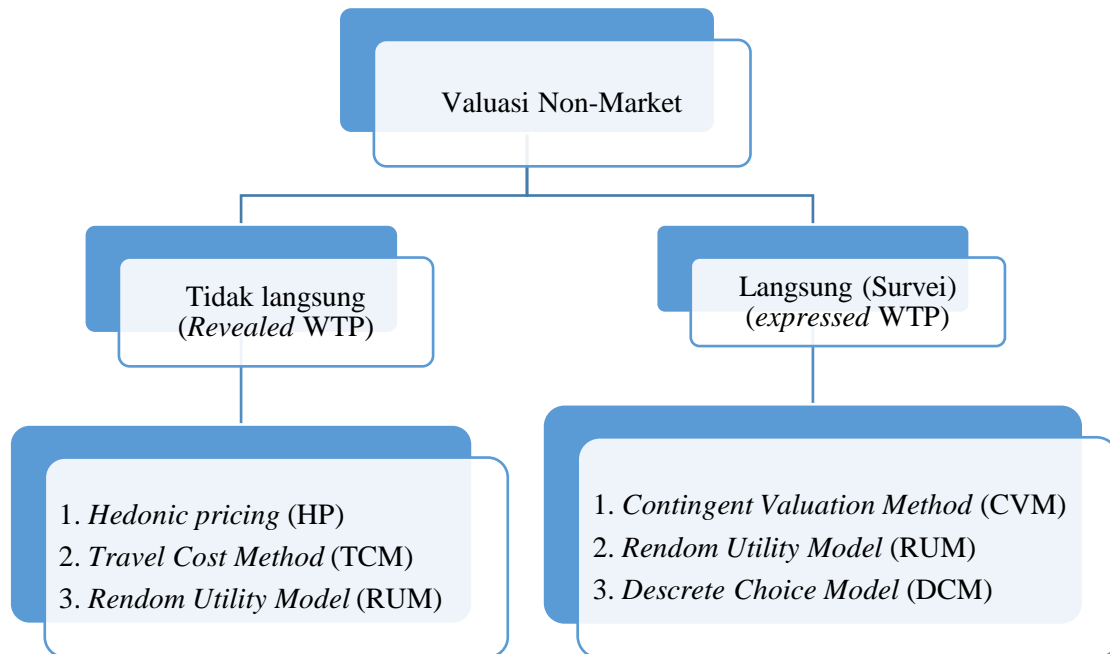 Valuasi Non-Market
Tidak langsung
(Revealed WTP)
Langsung (Survei)
(expressed WTP)
1. Hedonic pricing (HP)
2. Travel Cost Method (TCM)
3. Rendom Utility Model (RUM)
1. Contingent Valuation Method (CVM)
2. Rendom Utility Model (RUM)
3. Descrete Choice Model (DCM)